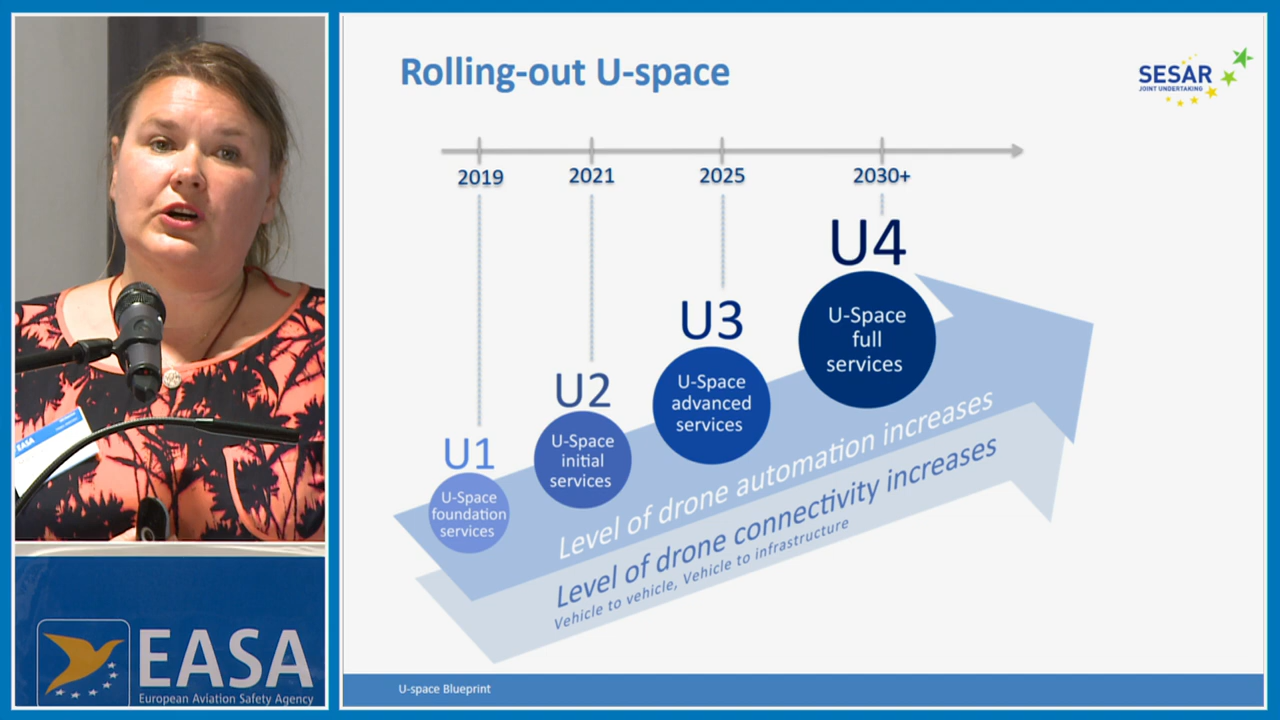 Rolling-out U-space
SESAR
JOINT UNDERTAKING
2019
2021
2025
2030+
U4
U-Space
full
services
U3
U-Space
advanced
services
U2
U-Space
initial
services
U1
U-Space
foundation
services
Level of drone automation increases
Level of drone connectivity increases
Vehicle to vehicle, Vehicle to infrastructure
U-space Blueprint
EASA
EASA
European Aviation Safety Agency